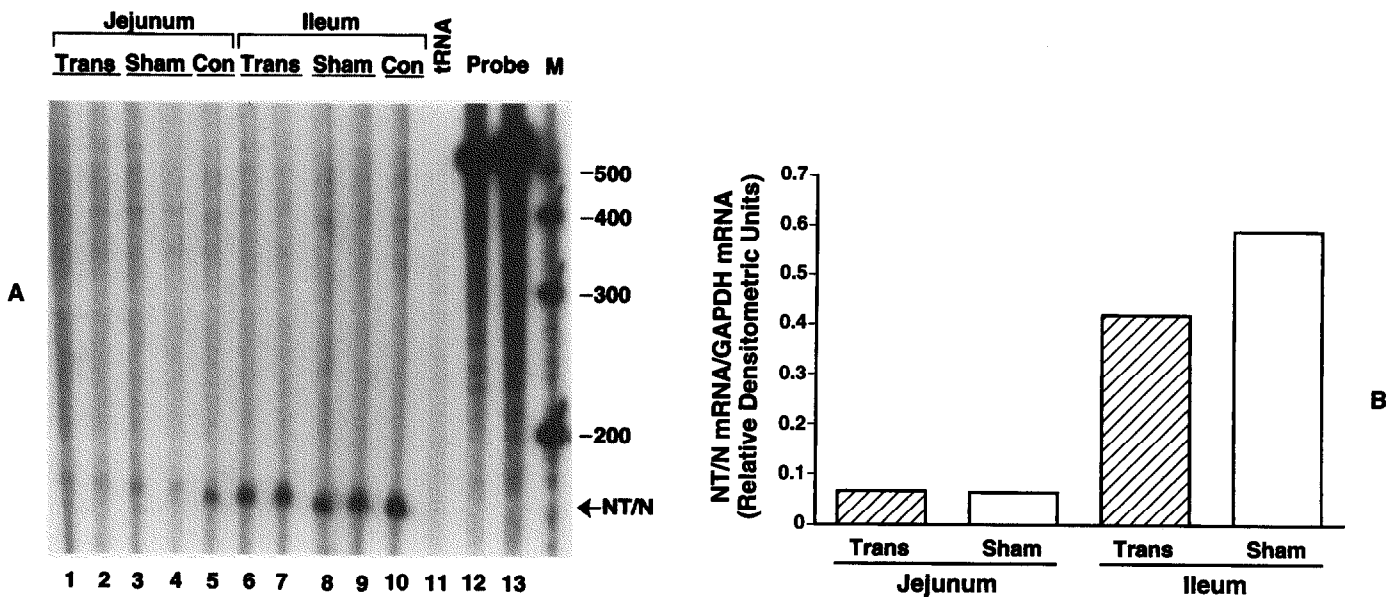 Jejunum Ileum
Trans Sham Con Trans Sham Con tRNA Probe M
A
–500
–400
–300
–200
←NT/N
1 2 3 4 5 6 7 8 9 10 11 12 13
NT/N mRNA/GAPDH mRNA
(Relative Densitometric Units)
0.7
0.6
0.5
0.4
0.3
0.2
0.1
0
Trans Sham Trans Sham
Jejunum Ileum
B